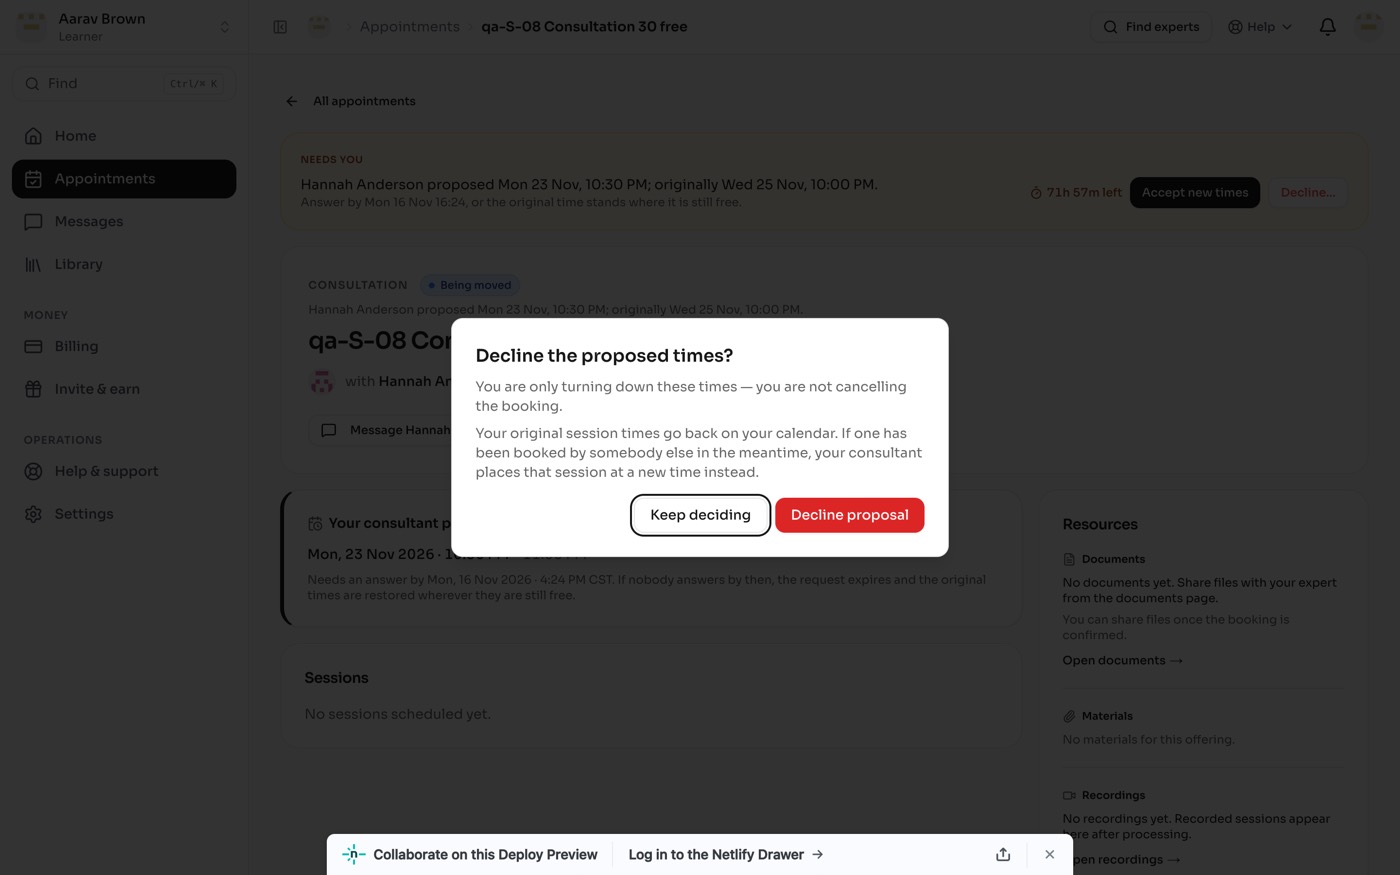 Aarav Brown
Learner
Appointments
qa-S-08 Consultation 30 free
Find experts
Help
Find
Ctrl/⌘ K
Home
Appointments
Messages
Library
MONEY
Billing
Invite & earn
OPERATIONS
Help & support
Settings
All appointments
NEEDS YOU
Hannah Anderson proposed Mon 23 Nov, 10:30 PM; originally Wed 25 Nov, 10:00 PM.
Answer by Mon 16 Nov 16:24, or the original time stands where it is still free.
71h 57m left
Accept new times
Decline...
CONSULTATION
Being moved
Hannah Anderson proposed Mon 23 Nov, 10:30 PM; originally Wed 25 Nov, 10:00 PM.
qa-S-08
with Hannah
Message Hannah
Decline the proposed times?
You are only turning down these times — you are not cancelling
the booking.
Your original session times go back on your calendar. If one has
been booked by somebody else in the meantime, your consultant
places that session at a new time instead.
Keep deciding
Decline proposal
Your consultant
Mon, 23 Nov 2026 ·
Needs an answer by Mon, 16 Nov 2026 · 4:24 PM CST. If nobody answers by then, the request expires and the original
times are restored wherever they are still free.
Sessions
No sessions scheduled yet.
Resources
Documents
No documents yet. Share files with your expert
from the documents page.
You can share files once the booking is
confirmed.
Open documents →
Materials
No materials for this offering.
Recordings
No recordings yet. Recorded sessions appear
here after processing.
recordings →
Collaborate on this Deploy Preview
Log in to the Netlify Drawer →